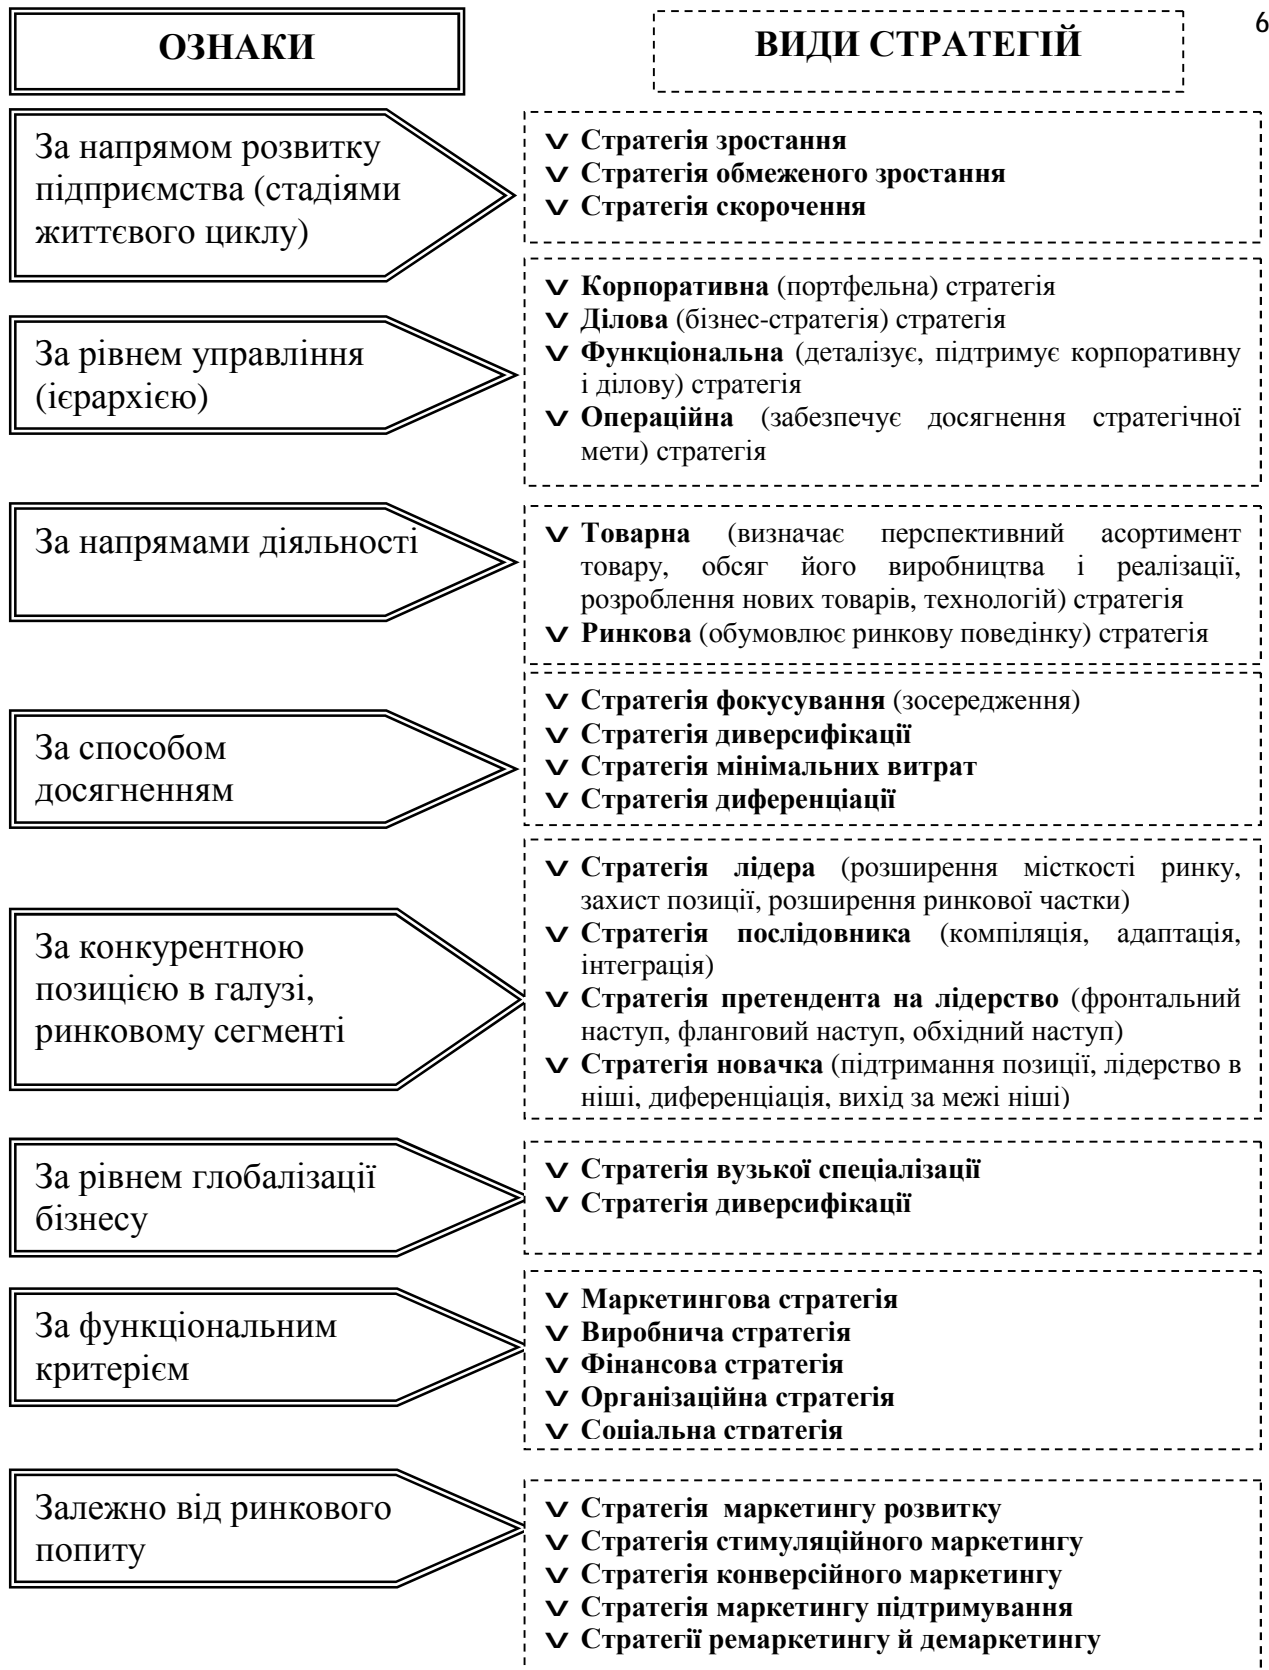 6
ОЗНАКИ
ВИДИ СТРАТЕГІЙ
За напрямом розвитку
підприємства (стадіями
життєвого циклу)
v Стратегія зростання
v Стратегія обмеженого зростання
v Стратегія скорочення
За рівнем управління
(ієрархією)
v Корпоративна (портфельна) стратегія
v Ділова (бізнес-стратегія) стратегія
v Функціональна (деталізує, підтримує корпоративну
і ділову) стратегія
v Операційна (забезпечує досягнення стратегічної
мети) стратегія
За напрямами діяльності
v Товарна (визначає перспективний асортимент
товару, обсяг його виробництва і реалізації,
розроблення нових товарів, технологій) стратегія
v Ринкова (обумовлює ринкову поведінку) стратегія
За способом
досягненням
v Стратегія фокусування (зосередження)
v Стратегія диверсифікації
v Стратегія мінімальних витрат
v Стратегія диференціації
За конкурентною
позицією в галузі,
ринковому сегменті
v Стратегія лідера (розширення місткості ринку,
захист позиції, розширення ринкової частки)
v Стратегія послідовника (компіляція, адаптація,
інтеграція)
v Стратегія претендента на лідерство (фронтальний
наступ, фланговий наступ, обхідний наступ)
v Стратегія новачка (підтримання позиції, лідерство в
ніші, диференціація, вихід за межі ніші)
За рівнем глобалізації
бізнесу
v Стратегія вузької спеціалізації
v Стратегія диверсифікації
За функціональним
критерієм
v Маркетингова стратегія
v Виробнича стратегія
v Фінансова стратегія
v Організаційна стратегія
v Соціальна стратегія
Залежно від ринкового
попиту
v Стратегія маркетингу розвитку
v Стратегія стимуляційного маркетингу
v Стратегія конверсійного маркетингу
v Стратегія маркетингу підтримування
v Стратегії ремаркетингу й демаркетингу